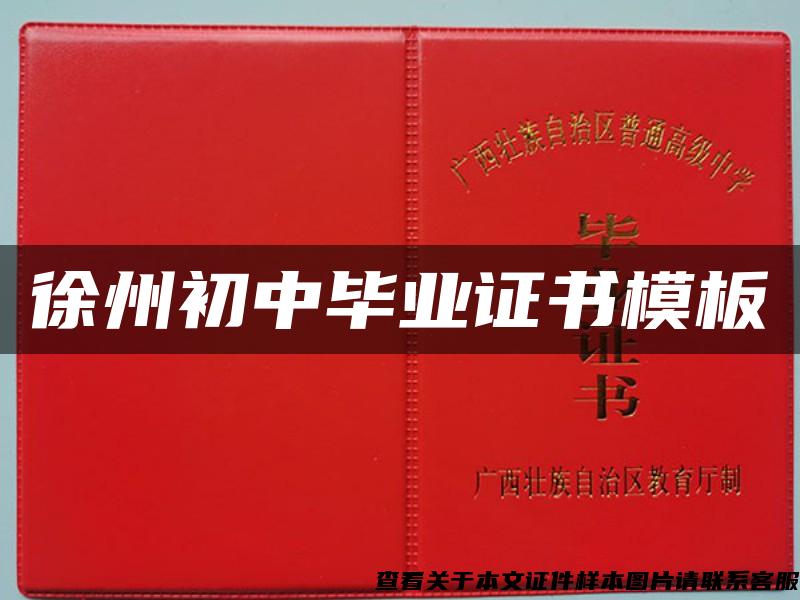 广西壮族自治区普通高级中学
毕业证书
徐州初中毕业证书模板
广西壮族自治区教育厅制
查看关于本文证件样本图片请联系客服